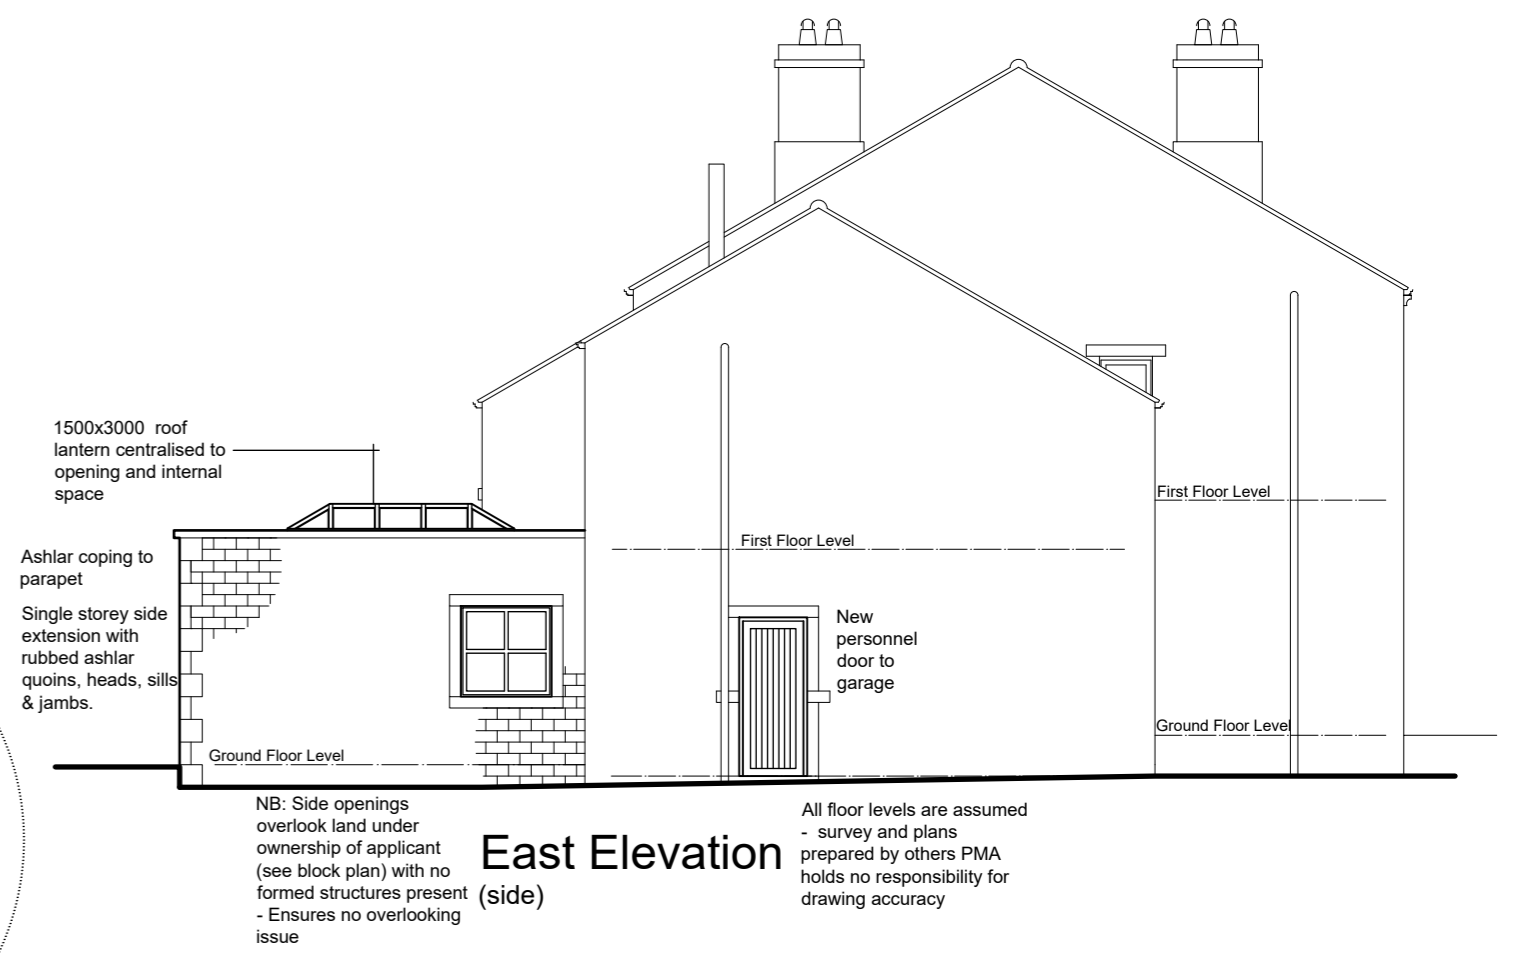 1500x3000 roof
lantern centralised to
opening and internal
space
Ashlar coping to
parapet
Single storey side
extension with
rubbed ashlar
quoins, heads, sills
& jambs.
Ground Floor Level
First Floor Level
New
personnel
door to
garage
First Floor Level
Ground Floor Level
NB: Side openings
overlook land under
ownership of applicant
(see block plan) with no
formed structures present
- Ensures no overlooking
issue
East Elevation
(side)
All floor levels are assumed
- survey and plans
prepared by others PMA
holds no responsibility for
drawing accuracy